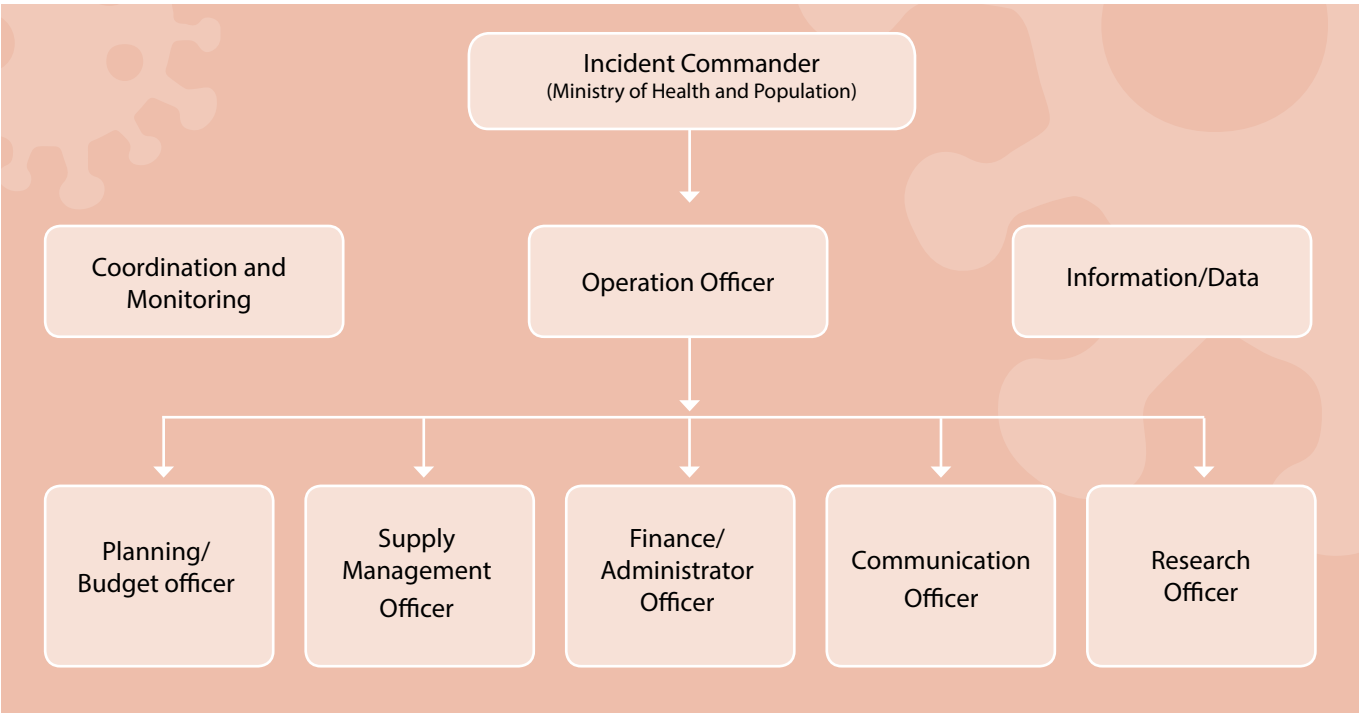 Incident Commander
(Ministry of Health and Population)
Coordination and
Monitoring
Operation Officer
Information/Data
Planning/
Budget officer
Supply
Management
Officer
Finance/
Administrator
Officer
Communication
Officer
Research
Officer